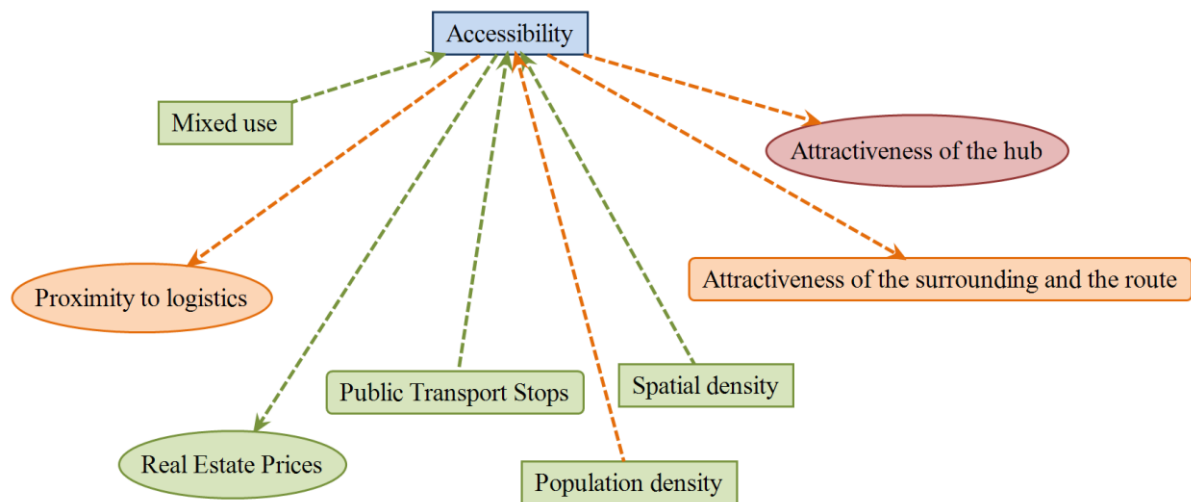 Accessibility
Mixed use
Attractiveness of the hub
Proximity to logistics
Attractiveness of the surrounding and the route
Public Transport Stops
Spatial density
Real Estate Prices
Population density